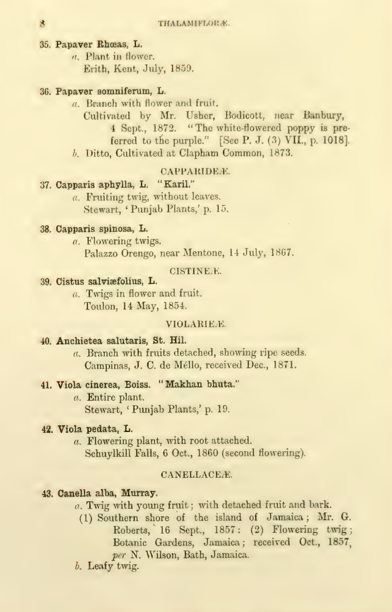 8 THALAMIFLORÆ.
35. Papaver Rhœas, L.
a. Plant in flower.
Erith, Kent, July, 1859.
36. Papaver somniferum, L.
a. Branch with flower and fruit.
Cultivated by Mr. Usher, Bodicott, near Banbury,
4 Sept., 1872. “The white-flowered poppy is pre-
ferred to the purple.” [See P. J. (3) VII., p. 1018].
b. Ditto, Cultivated at Clapham Common, 1873.
CAPPARIDEÆ.
37. Capparis aphylla, L. “Karil.”
a. Fruiting twig, without leaves.
Stewart, ‘Punjab Plants,’ p. 15.
38. Capparis spinosa, L.
a. Flowering twigs.
Palazzo Orengo, near Mentone, 14 July, 1867.
CISTINEÆ.
39. Cistus salviæfolius, L.
a. Twigs in flower and fruit.
Toulon, 14 May, 1854.
VIOLARIEÆ.
40. Anchietea salutaris, St. Hil.
a. Branch with fruits detached, showing ripe seeds.
Campinas, J. C. de Méllo, received Dec., 1871.
41. Viola cinerea, Boiss. “Makhan bhuta.”
a. Entire plant.
Stewart, ‘Punjab Plants,’ p. 19.
42. Viola pedata, L.
a. Flowering plant, with root attached.
Schuylkill Falls, 6 Oct., 1860 (second flowering).
CANELLACEÆ.
43. Canella alba, Murray.
a. Twig with young fruit; with detached fruit and bark.
(1) Southern shore of the island of Jamaica; Mr. G.
Roberts, 16 Sept., 1857: (2) Flowering twig;
Botanic Gardens, Jamaica; received Oct., 1857,
per N. Wilson, Bath, Jamaica.
b. Leafy twig.